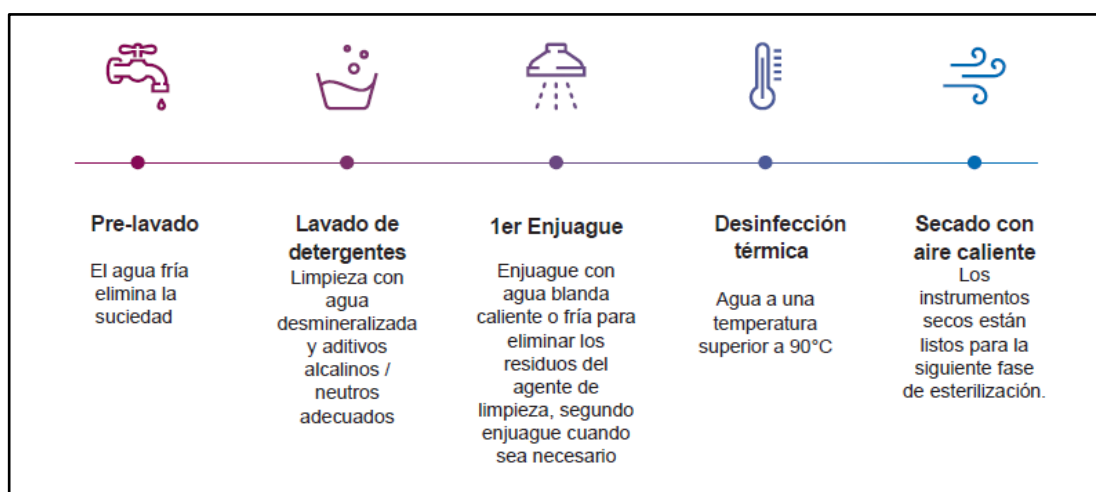 Pre-lavado
El agua fría
elimina la
suciedad
Lavado de
detergentes
Limpieza con
agua
desmineralizada
y aditivos
alcalinos /
neutros
adecuados
1er Enjuague
Enjuague con
agua blanda
caliente o fría para
eliminar los
residuos del
agente de
limpieza, segundo
enjuague cuando
sea necesario
Desinfección
térmica
Agua a una
temperatura
superior a 90°C
Secado con
aire caliente
Los
instrumentos
secos están
listos para la
siguiente fase
de esterilización.